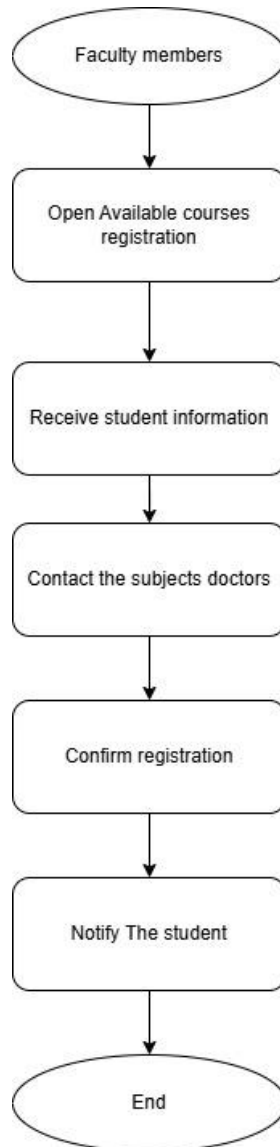 Faculty members
Open Available courses
registration
Receive student information
Contact the subjects doctors
Confirm registration
Notify The student
End